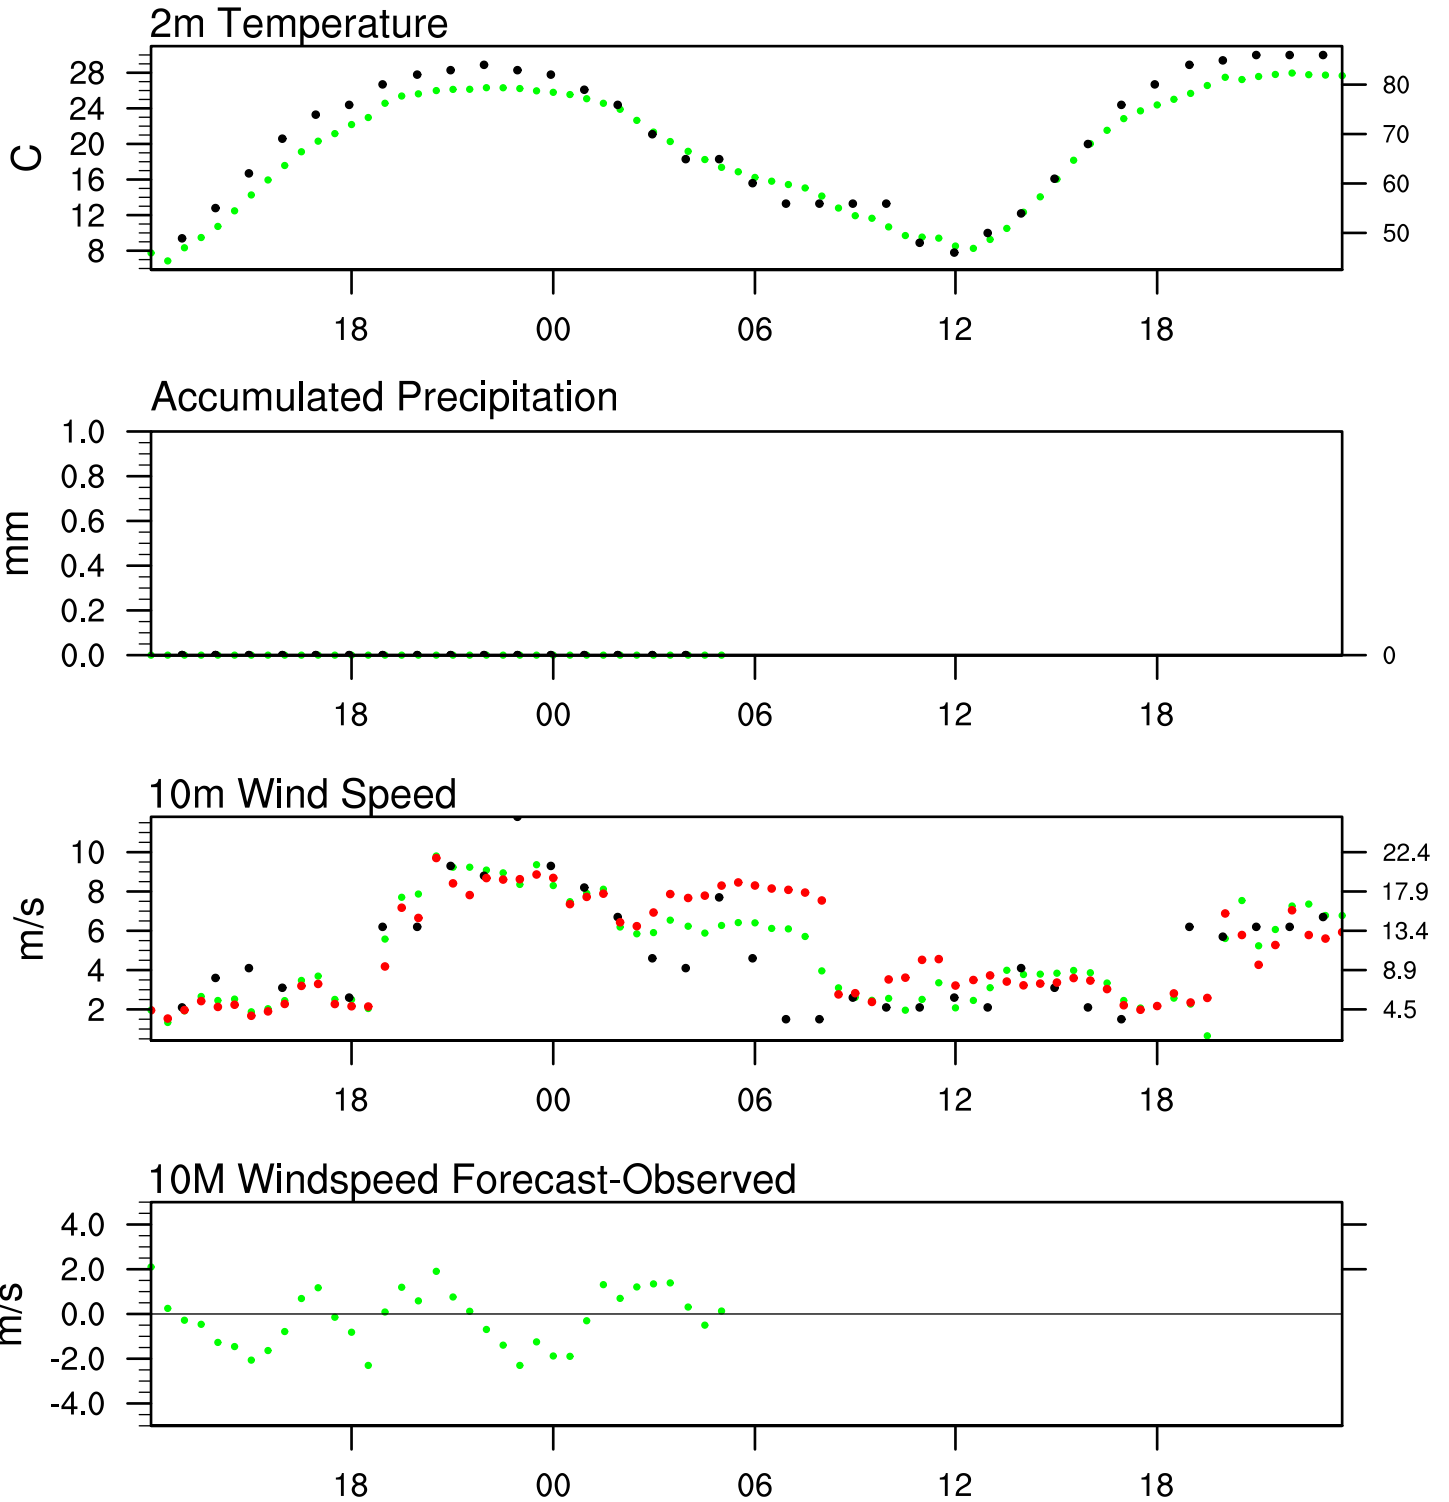 2m Temperature
28
24
20
16
12
8
C
80
70
60
50
18 00 06 12 18
Accumulated Precipitation
1.0
0.8
0.6
0.4
0.2
0.0
mm
0
18 00 06 12 18
10m Wind Speed
10
8
6
4
2
m/s
22.4
17.9
13.4
8.9
4.5
18 00 06 12 18
10M Windspeed Forecast-Observed
4.0
2.0
0.0
-2.0
-4.0
m/s
18 00 06 12 18